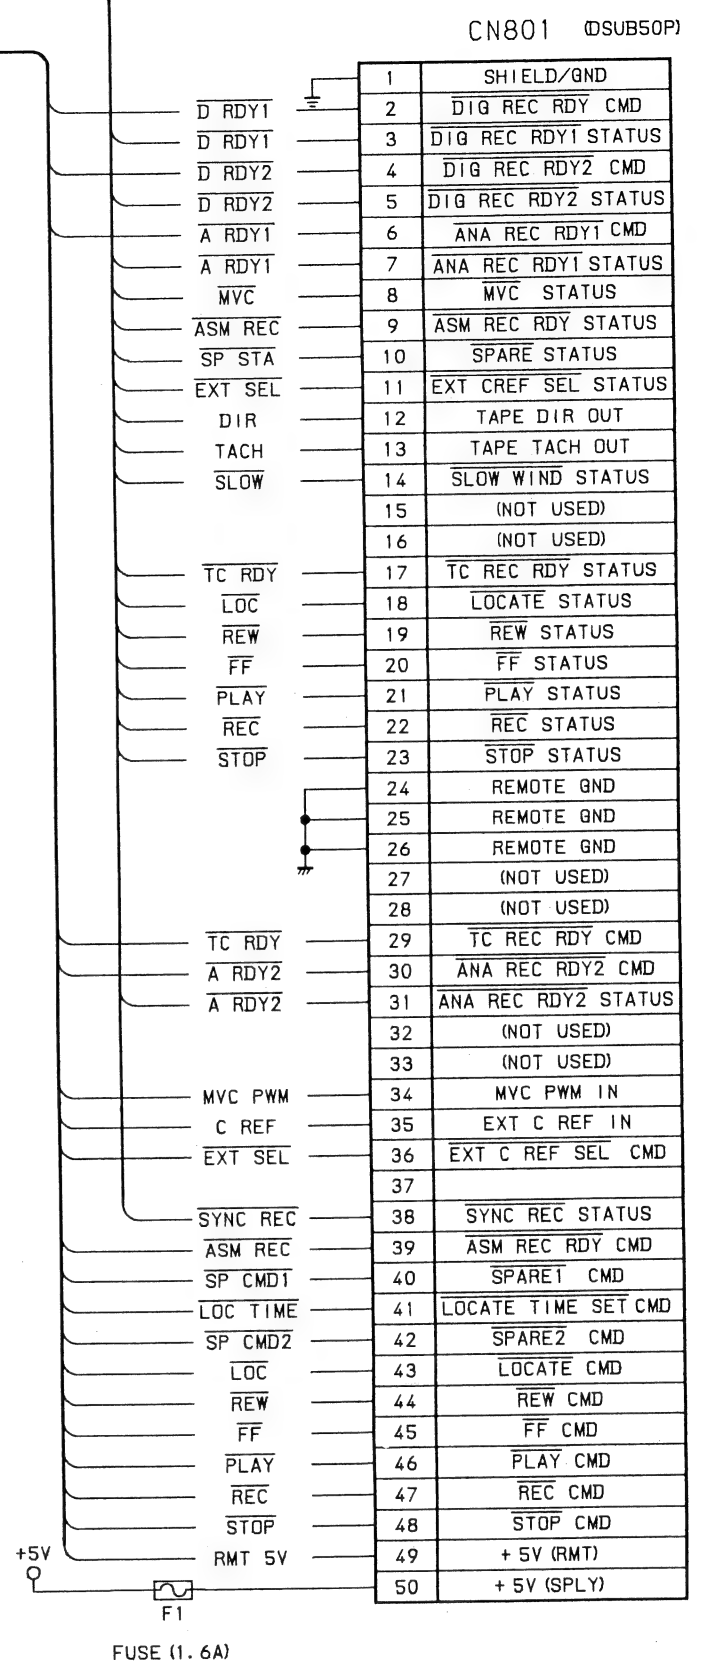 CN801 (DSUB50P)
1 SHIELD/GND
D RDY1 2 DIG REC RDY CMD
D RDY1 3 DIG REC RDY1 STATUS
D RDY2 4 DIG REC RDY2 CMD
D RDY2 5 DIG REC RDY2 STATUS
A RDY1 6 ANA REC RDY1 CMD
A RDY1 7 ANA REC RDY1 STATUS
MVC 8 MVC STATUS
ASM REC 9 ASM REC RDY STATUS
SP STA 10 SPARE STATUS
EXT SEL 11 EXT CREF SEL STATUS
DIR 12 TAPE DIR OUT
TACH 13 TAPE TACH OUT
SLOW 14 SLOW WIND STATUS
15 (NOT USED)
16 (NOT USED)
TC RDY 17 TC REC RDY STATUS
LOC 18 LOCATE STATUS
REW 19 REW STATUS
FF 20 FF STATUS
PLAY 21 PLAY STATUS
REC 22 REC STATUS
STOP 23 STOP STATUS
24 REMOTE GND
25 REMOTE GND
26 REMOTE GND
27 (NOT USED)
28 (NOT USED)
TC RDY 29 TC REC RDY CMD
A RDY2 30 ANA REC RDY2 CMD
A RDY2 31 ANA REC RDY2 STATUS
32 (NOT USED)
33 (NOT USED)
MVC PWM 34 MVC PWM IN
C REF 35 EXT C REF IN
EXT SEL 36 EXT C REF SEL CMD
37
SYNC REC 38 SYNC REC STATUS
ASM REC 39 ASM REC RDY CMD
SP CMD1 40 SPARE1 CMD
LOC TIME 41 LOCATE TIME SET CMD
SP CMD2 42 SPARE2 CMD
LOC 43 LOCATE CMD
REW 44 REW CMD
FF 45 FF CMD
PLAY 46 PLAY CMD
REC 47 REC CMD
STOP 48 STOP CMD
+5V RMT 5V 49 +5V (RMT)
50 +5V (SPLY)
F1
FUSE (1.6A)